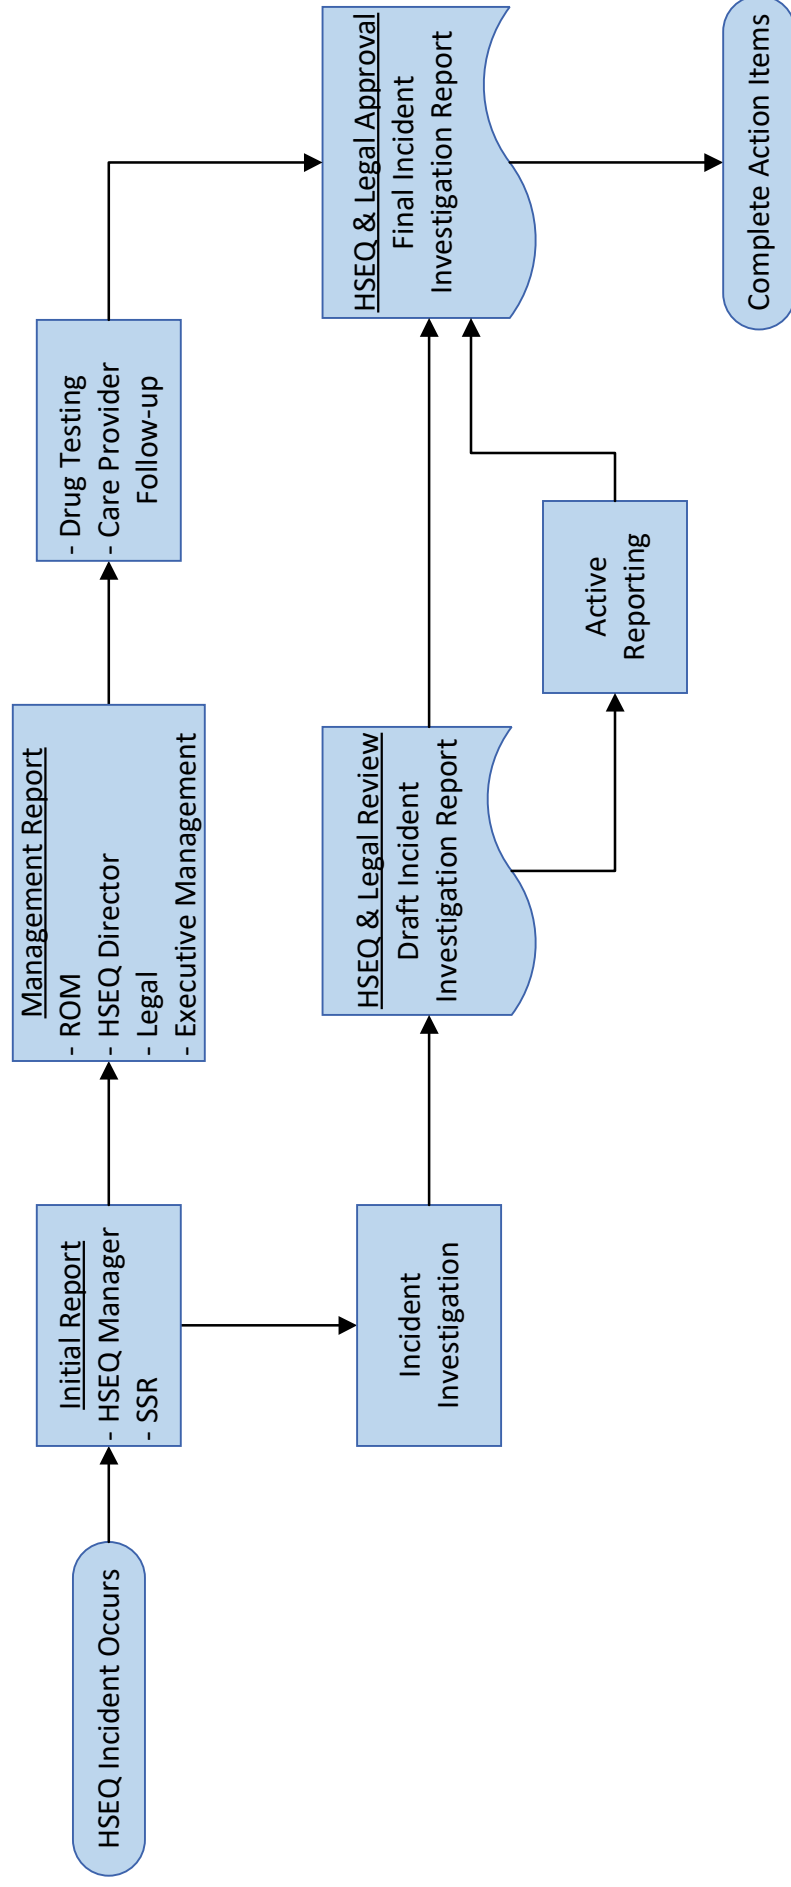 HSEQ Incident Occurs
Initial Report
- HSEQ Manager
- SSR
Management Report
- ROM
- HSEQ Director
- Legal
- Executive Management
- Drug Testing
- Care Provider
Follow-up
Incident
Investigation
HSEQ & Legal Review
Draft Incident
Investigation Report
Active
Reporting
HSEQ & Legal Approval
Final Incident
Investigation Report
Complete Action Items